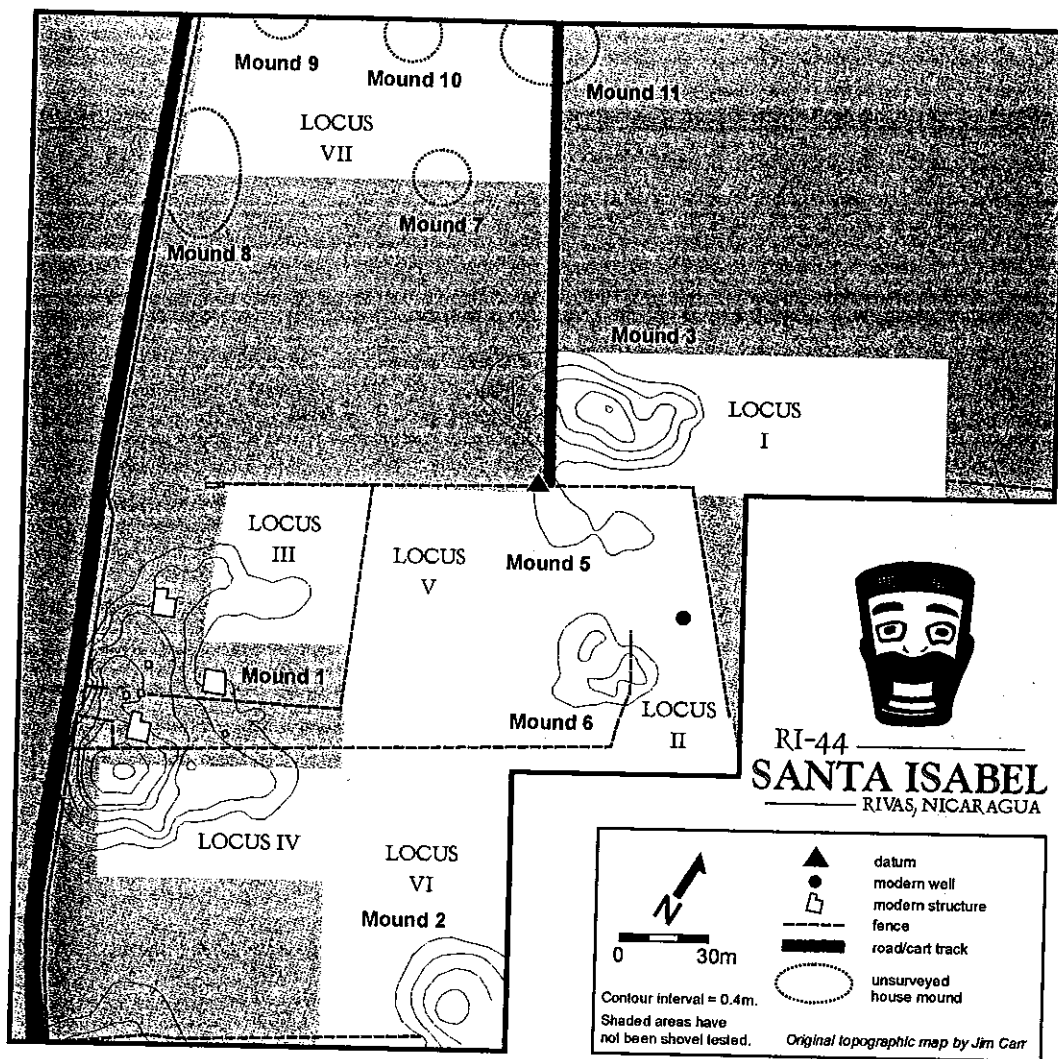 Mound 9
Mound 10
Mound 11
LOCUS
VII
Mound 7
Mound 8
Mound 3
LOCUS
I
LOCUS
III
LOCUS
V
Mound 5
Mound 1
Mound 6
LOCUS
II
LOCUS IV
LOCUS
VI
Mound 2
RI-44
SANTA ISABEL
RIVAS, NICARAGUA
N
0 30m
Contour interval = 0.4m.
Shaded areas have
not been shovel tested.
datum
modern well
modern structure
fence
road/cart track
unsurveyed
house mound
Original topographic map by Jim Carr